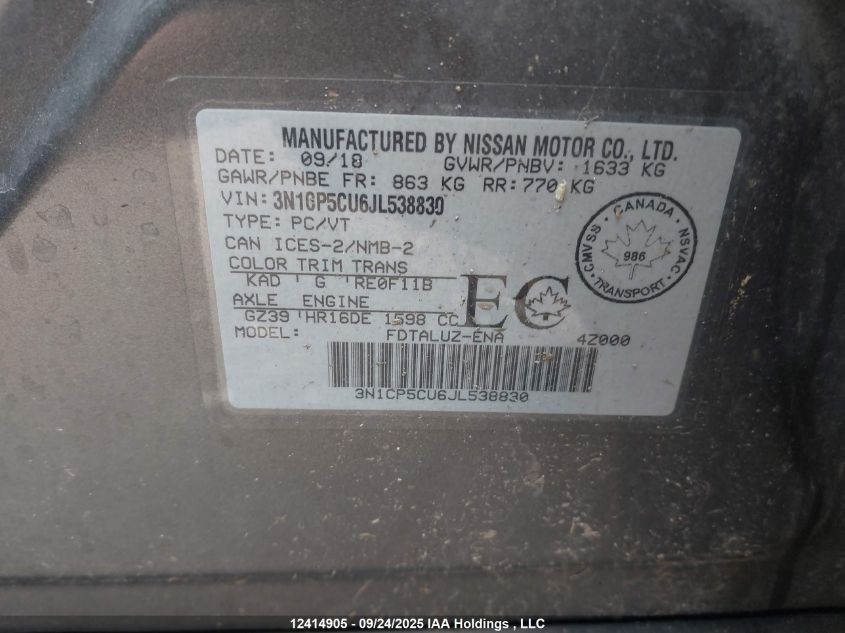 MANUFACTURED BY NISSAN MOTOR CO., LTD.
DATE: 09/18 GVWR/PNBV: 1633 KG
GAWR/PNBE FR: 863 KG RR: 770 KG
VIN: 3N1CP5CU6JL538830
TYPE: PC/VT
CAN ICES-2/NMB-2
COLOR TRIM TRANS
KAD G RE0F11B
AXLE ENGINE
GZ39 HR16DE 1598 CC
EC
MODEL: FDTALUZ-ENA 4Z000
3N1CP5CU6JL538830
CANADA
CMVSS NSVAC
986
TRANSPORT
12414905 - 09/24/2025 IAA Holdings , LLC